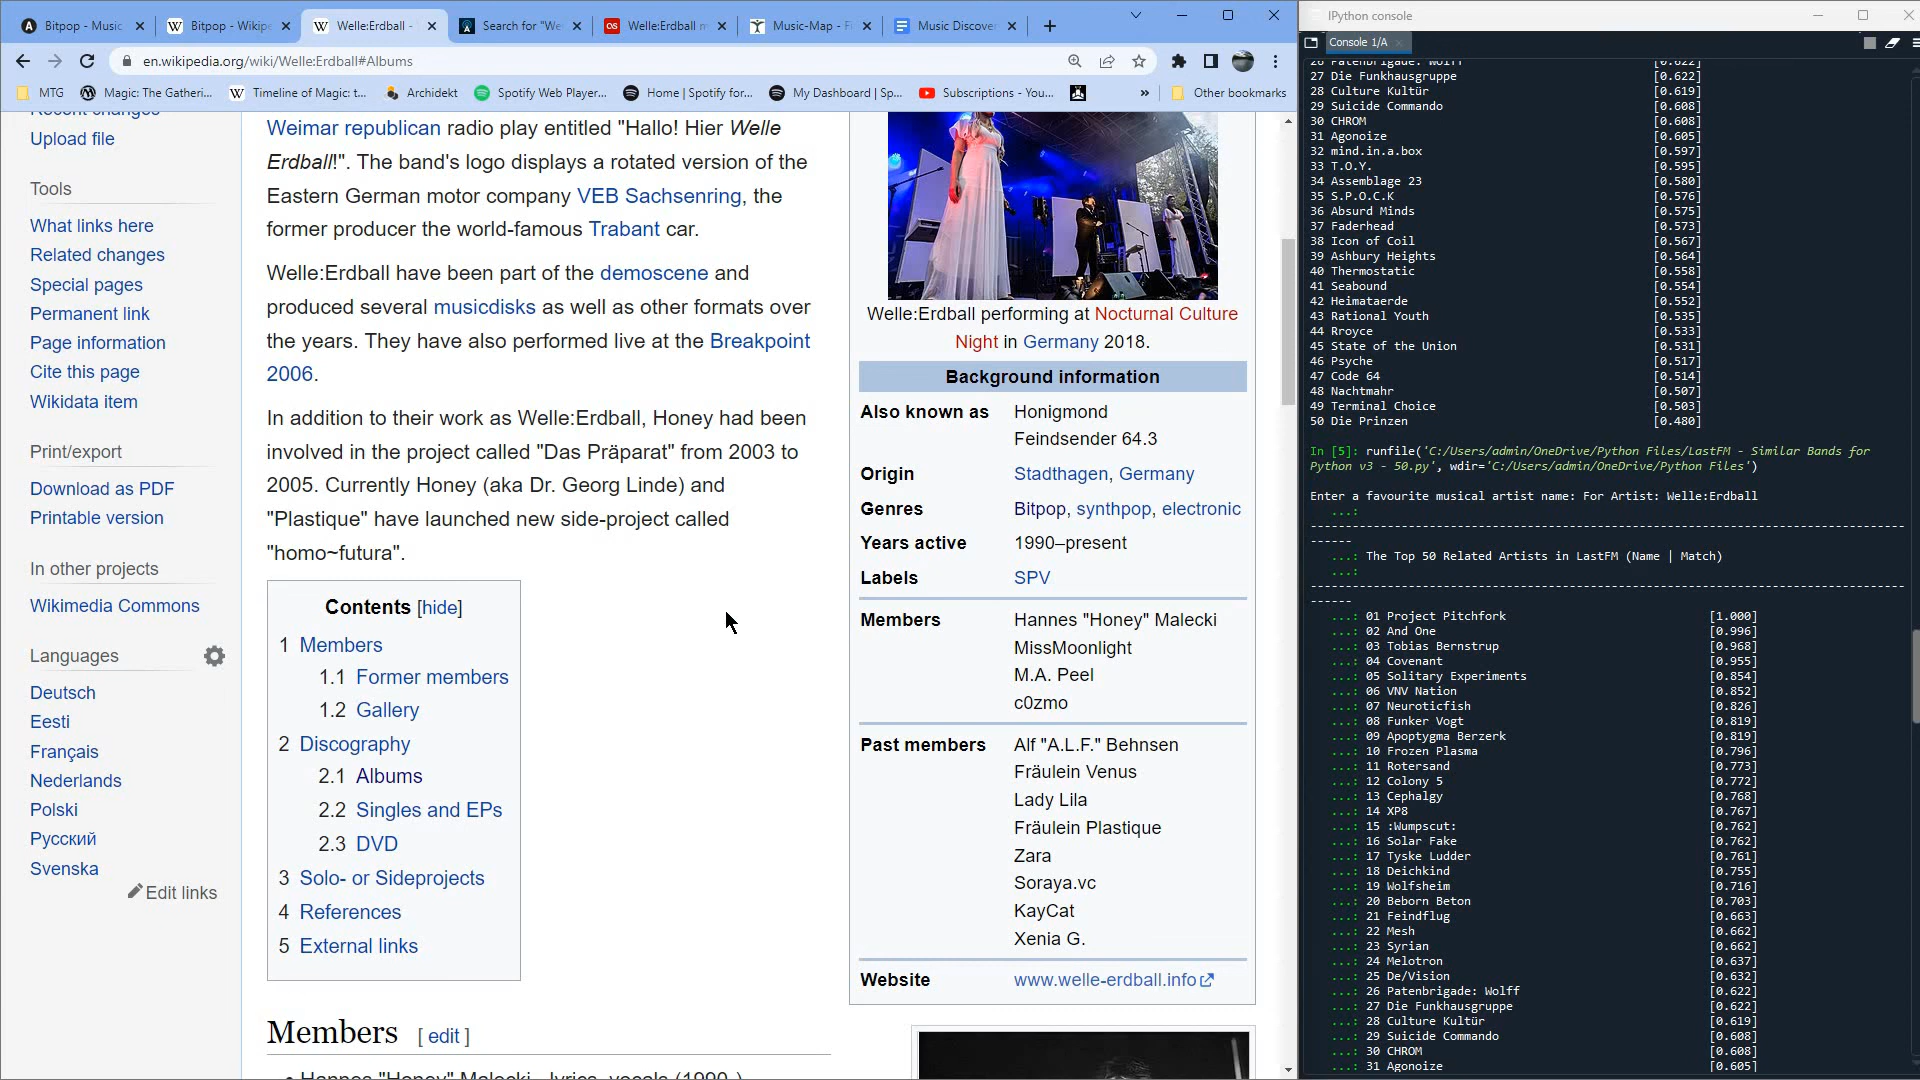 Bitpop - Music
Bitpop - Wikipe
Welle:Erdball -
Search for "We
Welle:Erdball m
Music-Map - Fi
Music Discove
en.wikipedia.org/wiki/Welle:Erdball#Albums
MTG
Magic: The Gatheri...
Timeline of Magic: t...
Archidekt
Spotify Web Player...
Home | Spotify for...
My Dashboard | Sp...
Subscriptions - You...
»
Other bookmarks
Recent changes
Upload file
Tools
What links here
Related changes
Special pages
Permanent link
Page information
Cite this page
Wikidata item
Print/export
Download as PDF
Printable version
In other projects
Wikimedia Commons
Languages
Deutsch
Eesti
Français
Nederlands
Polski
Русский
Svenska
Edit links
Weimar republican radio play entitled "Hallo! Hier Welle
Erdball!". The band's logo displays a rotated version of the
Eastern German motor company VEB Sachsenring, the
former producer the world-famous Trabant car.
Welle:Erdball have been part of the demoscene and
produced several musicdisks as well as other formats over
the years. They have also performed live at the Breakpoint
2006.
In addition to their work as Welle:Erdball, Honey had been
involved in the project called "Das Präparat" from 2003 to
2005. Currently Honey (aka Dr. Georg Linde) and
"Plastique" have launched new side-project called
"homo~futura".
Contents [hide]
1 Members
1.1 Former members
1.2 Gallery
2 Discography
2.1 Albums
2.2 Singles and EPs
2.3 DVD
3 Solo- or Sideprojects
4 References
5 External links
Members [ edit ]
• Hannes "Honey" Malecki - lyrics, vocals (1990-)
Welle:Erdball performing at Nocturnal Culture
Night in Germany 2018.
Background information
Also known as Honigmond
Feindsender 64.3
Origin Stadthagen, Germany
Genres Bitpop, synthpop, electronic
Years active 1990–present
Labels SPV
Members Hannes "Honey" Malecki
MissMoonlight
M.A. Peel
c0zmo
Past members Alf "A.L.F." Behnsen
Fräulein Venus
Lady Lila
Fräulein Plastique
Zara
Soraya.vc
KayCat
Xenia G.
Website www.welle-erdball.info
IPython console
Console 1/A
26 Patenbrigade: Wolff [0.622]
27 Die Funkhausgruppe [0.622]
28 Culture Kultür [0.619]
29 Suicide Commando [0.608]
30 CHROM [0.608]
31 Agonoize [0.605]
32 mind.in.a.box [0.597]
33 T.O.Y. [0.595]
34 Assemblage 23 [0.580]
35 S.P.O.C.K [0.576]
36 Absurd Minds [0.575]
37 Faderhead [0.573]
38 Icon of Coil [0.567]
39 Ashbury Heights [0.564]
40 Thermostatic [0.558]
41 Seabound [0.554]
42 Heimataerde [0.552]
43 Rational Youth [0.535]
44 Rroyce [0.533]
45 State of the Union [0.531]
46 Psyche [0.517]
47 Code 64 [0.514]
48 Nachtmahr [0.507]
49 Terminal Choice [0.503]
50 Die Prinzen [0.480]
In [5]: runfile('C:/Users/admin/OneDrive/Python Files/LastFM - Similar Bands for
Python v3 - 50.py', wdir='C:/Users/admin/OneDrive/Python Files')
Enter a favourite musical artist name: For Artist: Welle:Erdball
...:
--------------------------------------------------------------------------------
------
...: The Top 50 Related Artists in LastFM (Name | Match)
...:
--------------------------------------------------------------------------------
------
...: 01 Project Pitchfork [1.000]
...: 02 And One [0.996]
...: 03 Tobias Bernstrup [0.968]
...: 04 Covenant [0.955]
...: 05 Solitary Experiments [0.854]
...: 06 VNV Nation [0.852]
...: 07 Neuroticfish [0.826]
...: 08 Funker Vogt [0.819]
...: 09 Apoptygma Berzerk [0.819]
...: 10 Frozen Plasma [0.796]
...: 11 Rotersand [0.773]
...: 12 Colony 5 [0.772]
...: 13 Cephalgy [0.768]
...: 14 XP8 [0.767]
...: 15 :Wumpscut: [0.762]
...: 16 Solar Fake [0.762]
...: 17 Tyske Ludder [0.761]
...: 18 Deichkind [0.755]
...: 19 Wolfsheim [0.716]
...: 20 Beborn Beton [0.703]
...: 21 Feindflug [0.663]
...: 22 Mesh [0.662]
...: 23 Syrian [0.662]
...: 24 Melotron [0.637]
...: 25 De/Vision [0.632]
...: 26 Patenbrigade: Wolff [0.622]
...: 27 Die Funkhausgruppe [0.622]
...: 28 Culture Kultür [0.619]
...: 29 Suicide Commando [0.608]
...: 30 CHROM [0.608]
...: 31 Agonoize [0.605]